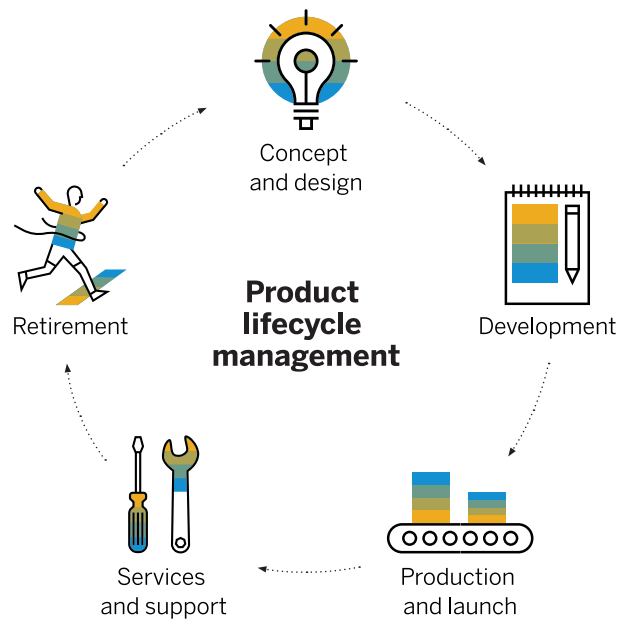 Concept
and design
Development
Production
and launch
Services
and support
Retirement
Product
lifecycle
management